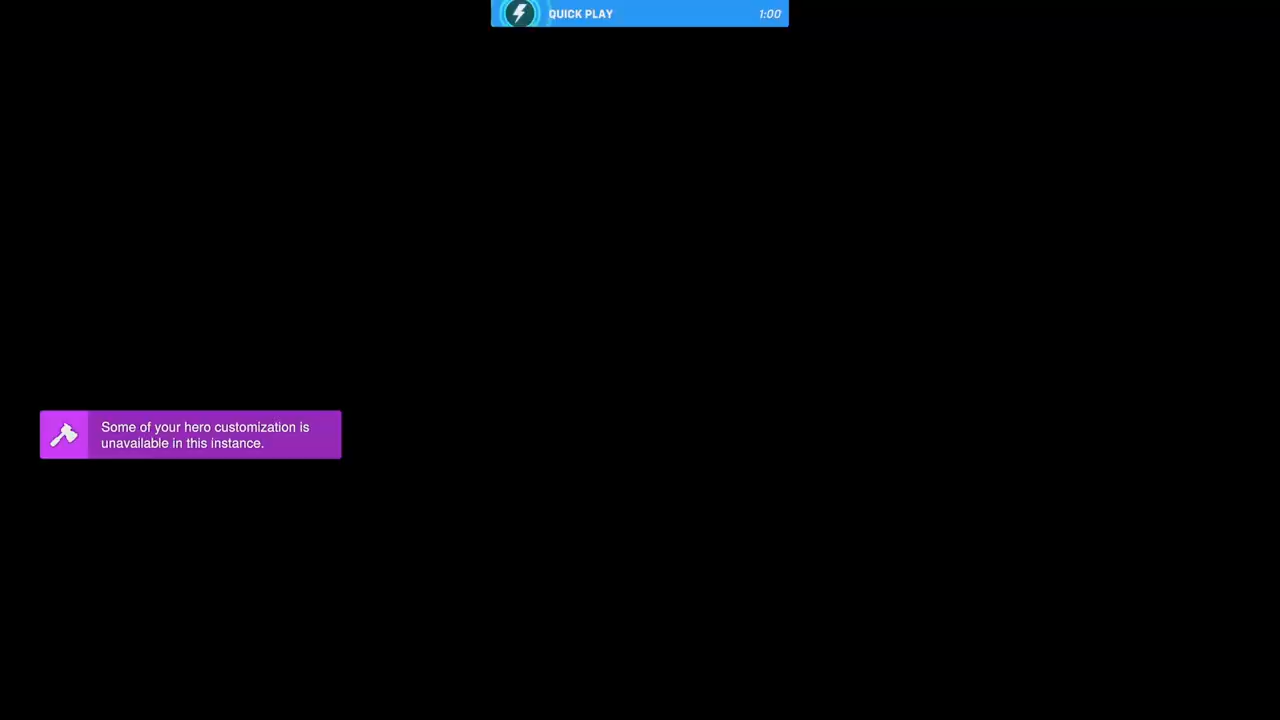 QUICK PLAY 1:00
Some of your hero customization is
unavailable in this instance.